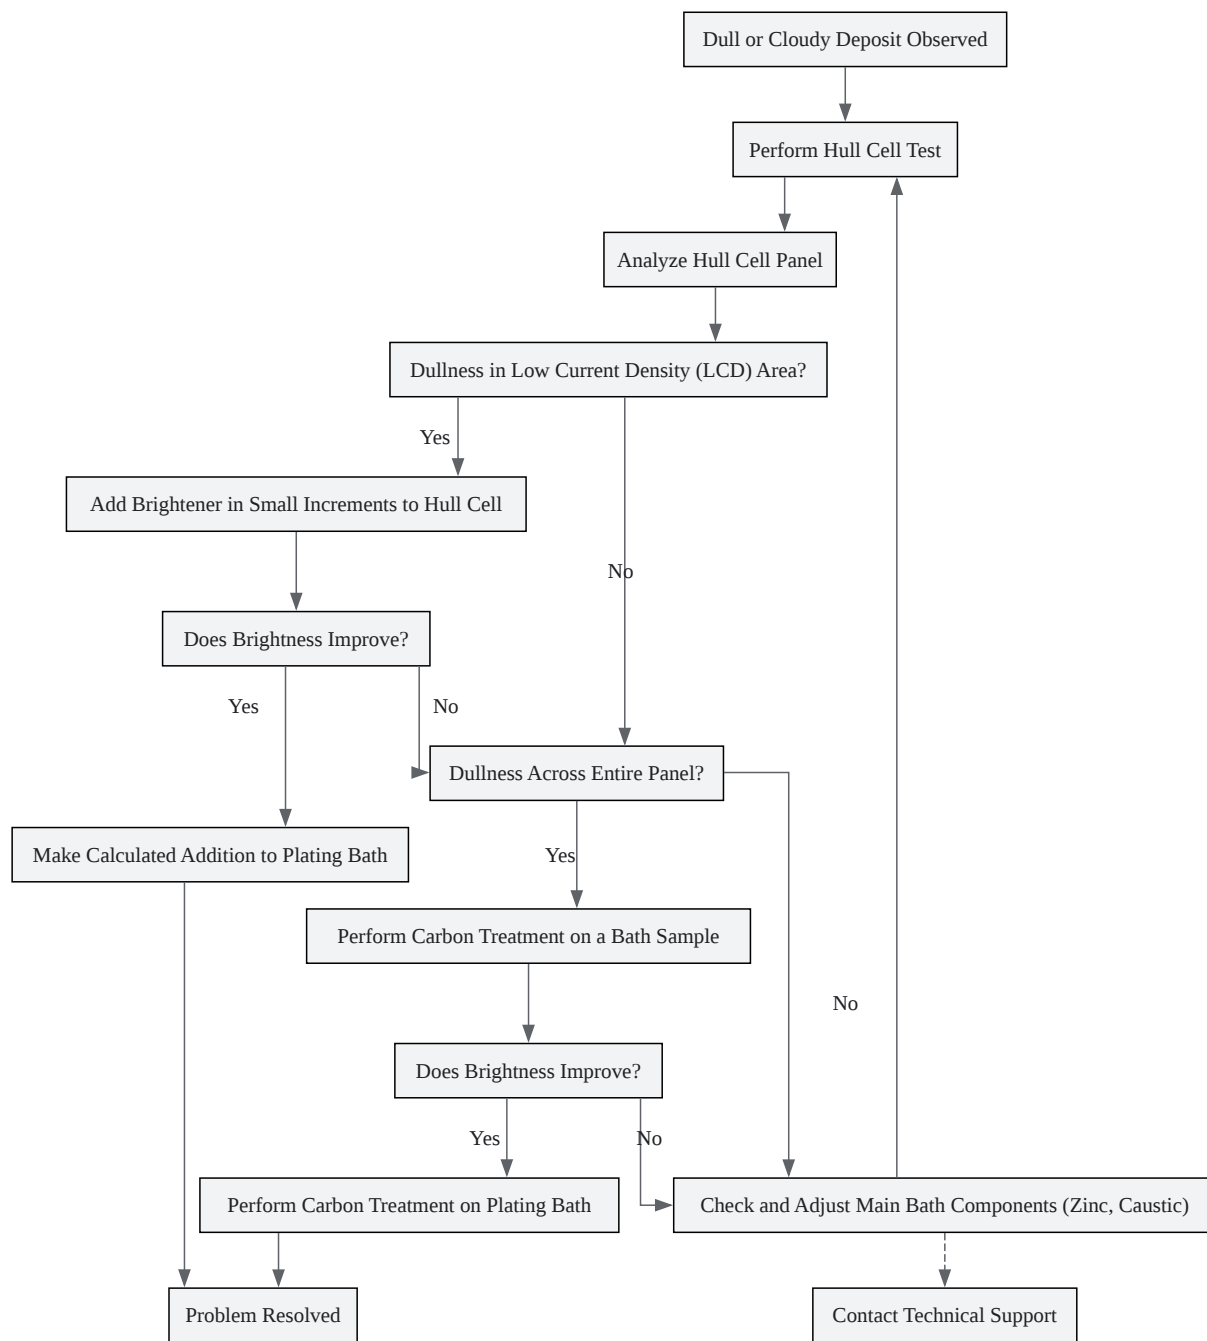 Dull or Cloudy Deposit Observed
Perform Hull Cell Test
Analyze Hull Cell Panel
Dullness in Low Current Density (LCD) Area?
Yes
Add Brightener in Small Increments to Hull Cell
No
Does Brightness Improve?
Yes
No
Dullness Across Entire Panel?
Make Calculated Addition to Plating Bath
Yes
Perform Carbon Treatment on a Bath Sample
No
Does Brightness Improve?
Yes
No
Perform Carbon Treatment on Plating Bath
Check and Adjust Main Bath Components (Zinc, Caustic)
Problem Resolved
Contact Technical Support